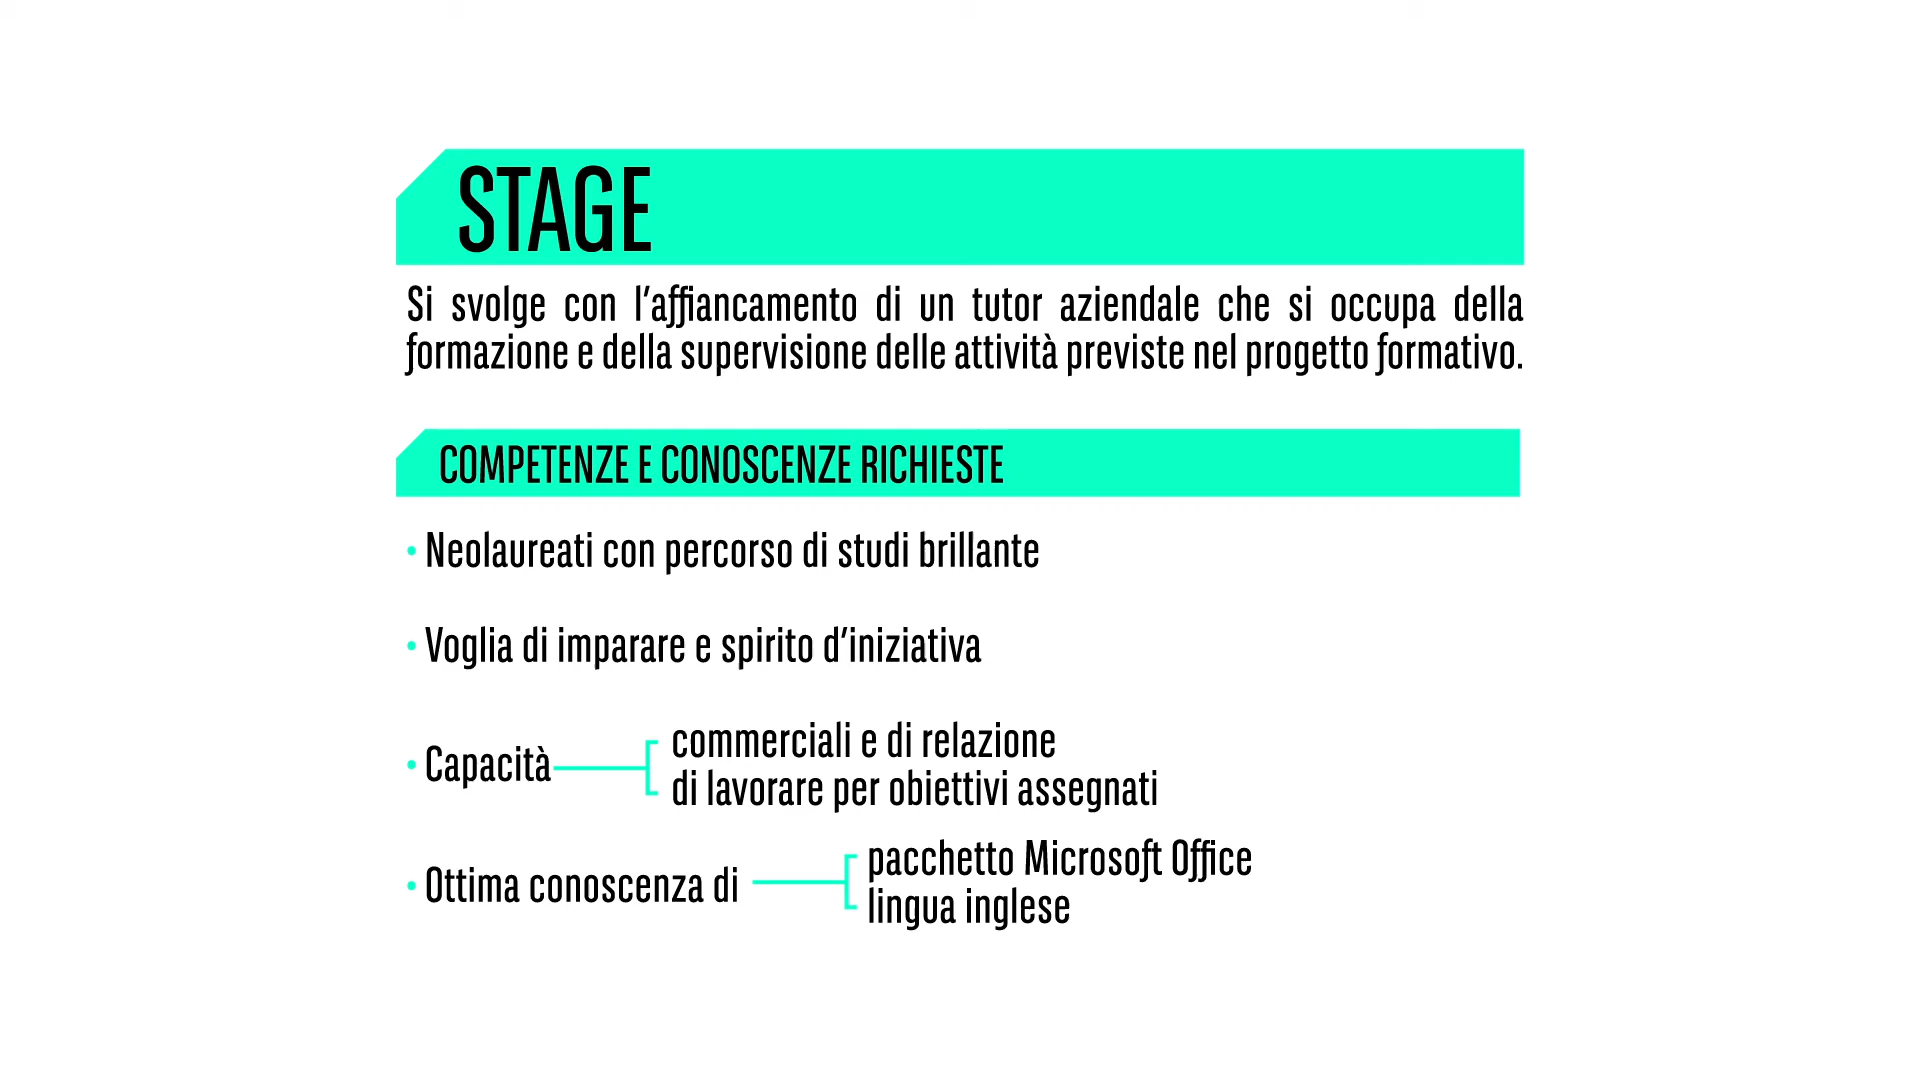 STAGE
Si svolge con l’affiancamento di un tutor aziendale che si occupa della
formazione e della supervisione delle attività previste nel progetto formativo.
COMPETENZE E CONOSCENZE RICHIESTE
• Neolaureati con percorso di studi brillante
• Voglia di imparare e spirito d’iniziativa
• Capacità
commerciali e di relazione
di lavorare per obiettivi assegnati
• Ottima conoscenza di
pacchetto Microsoft Office
lingua inglese